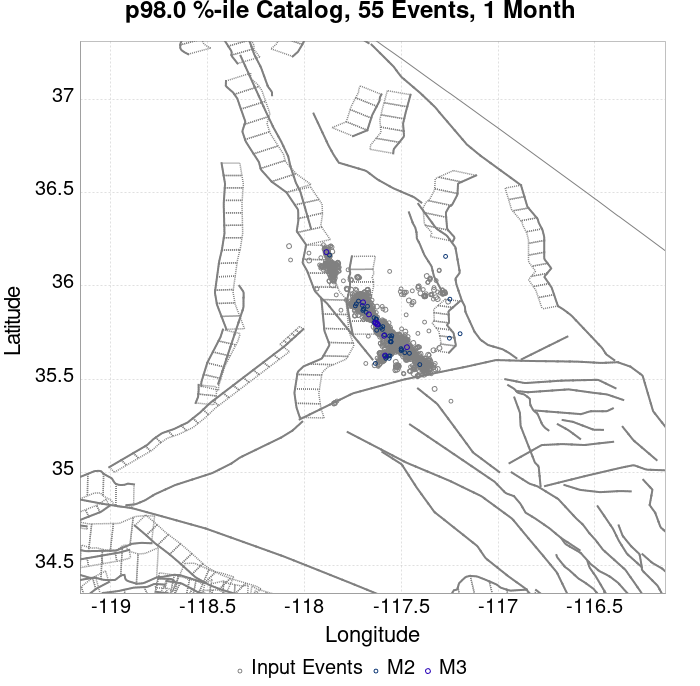 p98.0 %-ile Catalog, 55 Events, 1 Month
37
36.5
36
35.5
35
34.5
Latitude
-119
-118.5
-118
-117.5
-117
-116.5
Longitude
Input Events
M2
M3